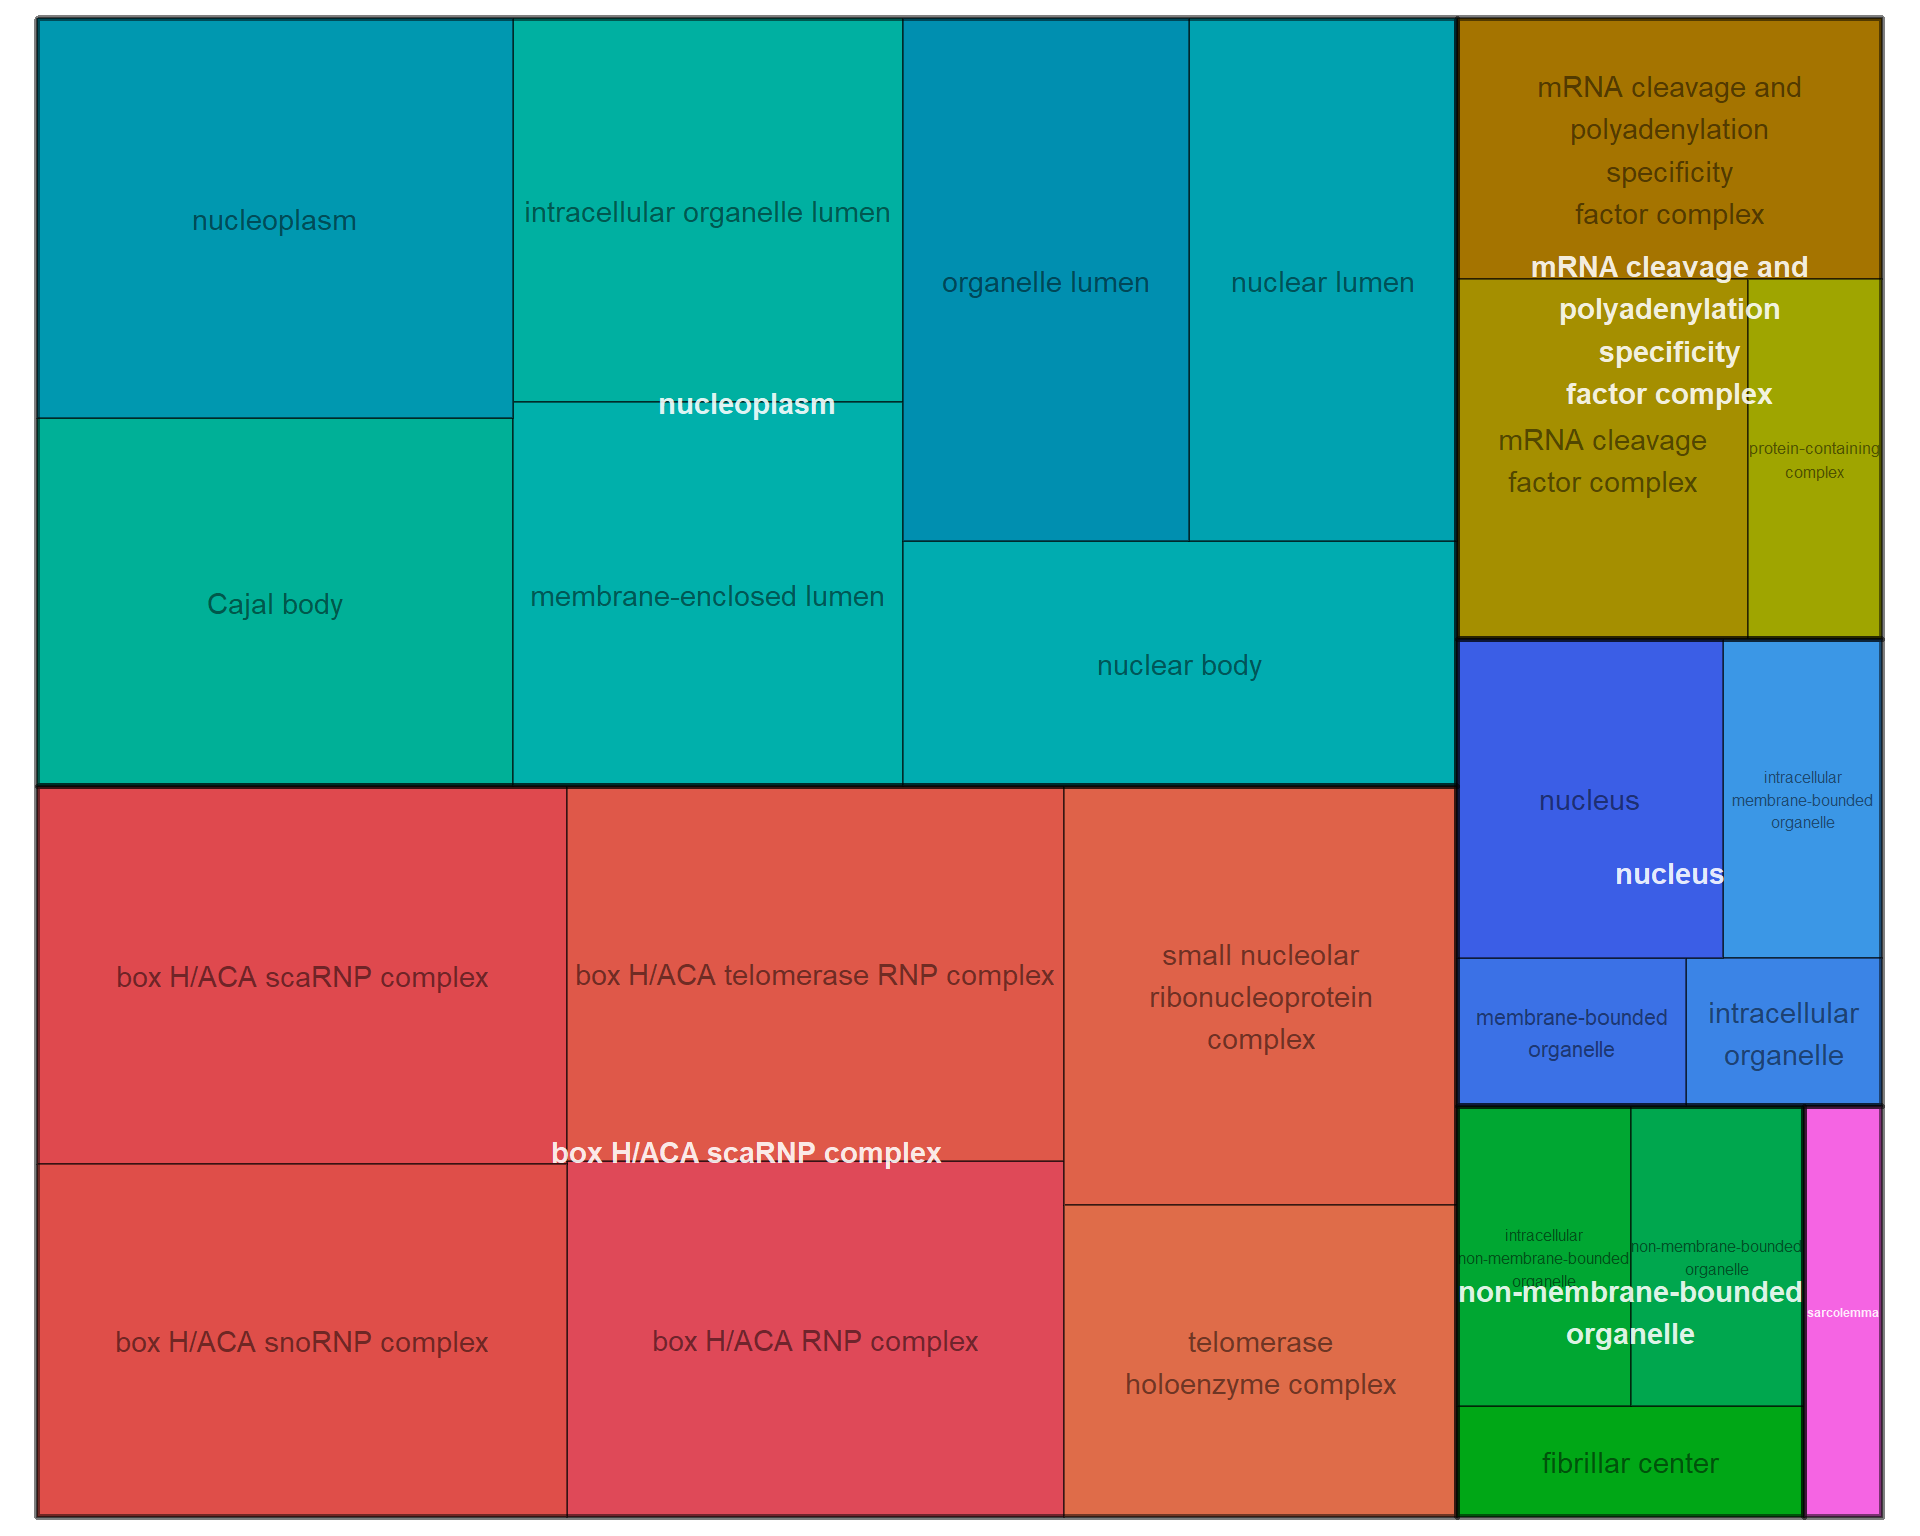 nucleoplasm
intracellular organelle lumen
organelle lumen
nuclear lumen
nucleoplasm
Cajal body
membrane-enclosed lumen
nuclear body
mRNA cleavage and
polyadenylation
specificity
factor complex
mRNA cleavage and
polyadenylation
specificity
factor complex
mRNA cleavage
factor complex
protein-containing
complex
nucleus
intracellular
membrane-bounded
organelle
nucleus
membrane-bounded
organelle
intracellular
organelle
box H/ACA scaRNP complex
box H/ACA telomerase RNP complex
small nucleolar
ribonucleoprotein
complex
box H/ACA scaRNP complex
box H/ACA snoRNP complex
box H/ACA RNP complex
telomerase
holoenzyme complex
intracellular
non-membrane-bounded
organelle
non-membrane-bounded
organelle
non-membrane-bounded
organelle
sarcolemma
fibrillar center